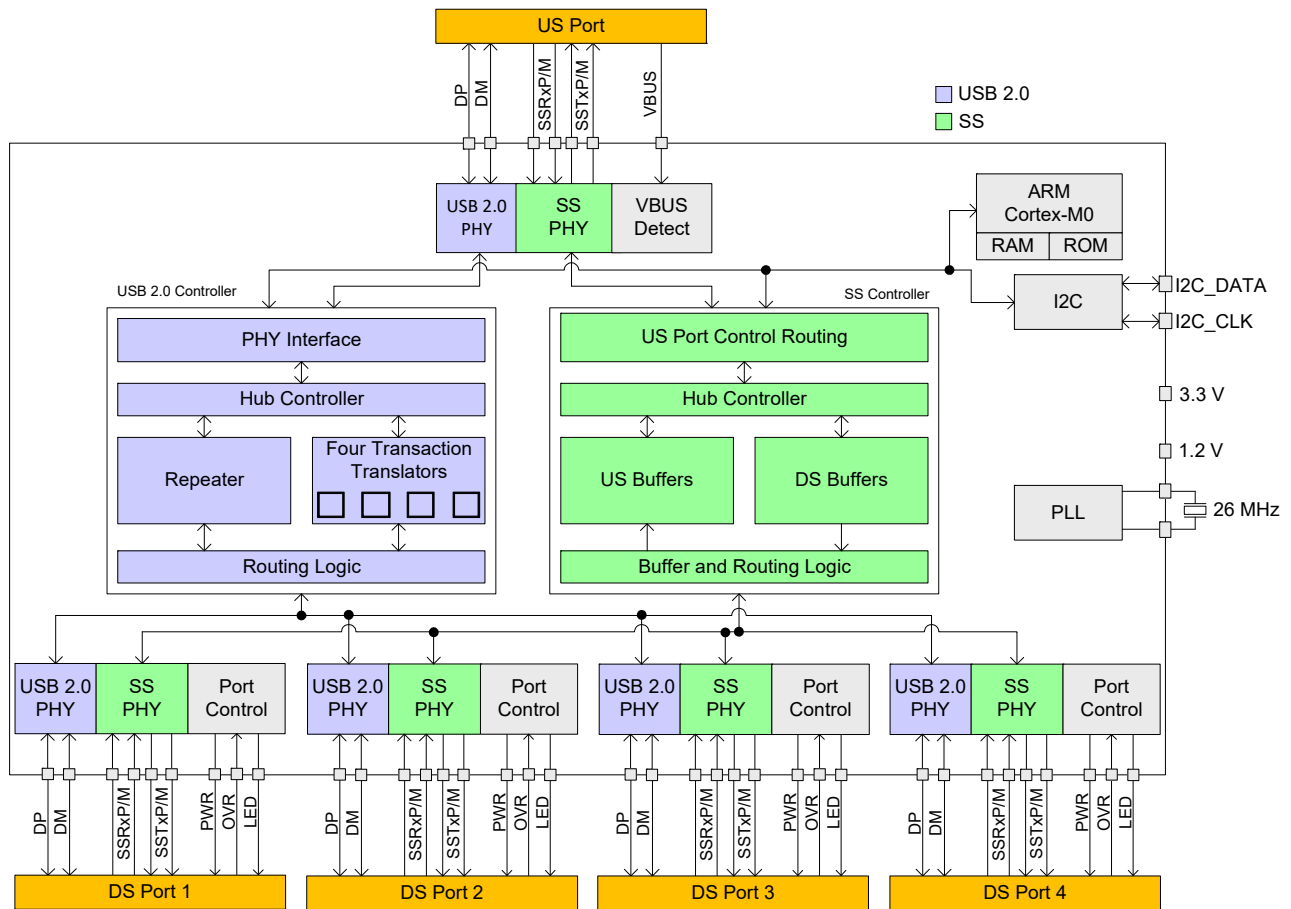 US Port
DP
DM
SSRxP/M
SSTxP/M
VBUS
USB 2.0
SS
USB 2.0
PHY
SS
PHY
VBUS
Detect
ARM
Cortex-M0
RAM
ROM
I2C
I2C_DATA
I2C_CLK
3.3 V
1.2 V
PLL
26 MHz
USB 2.0 Controller
PHY Interface
Hub Controller
Repeater
Four Transaction
Translators
Routing Logic
SS Controller
US Port Control Routing
Hub Controller
US Buffers
DS Buffers
Buffer and Routing Logic
USB 2.0
PHY
SS
PHY
Port
Control
USB 2.0
PHY
SS
PHY
Port
Control
USB 2.0
PHY
SS
PHY
Port
Control
USB 2.0
PHY
SS
PHY
Port
Control
DP
DM
SSRxP/M
SSTxP/M
PWR
OVR
LED
DP
DM
SSRxP/M
SSTxP/M
PWR
OVR
LED
DP
DM
SSRxP/M
SSTxP/M
PWR
OVR
LED
DP
DM
SSRxP/M
SSTxP/M
PWR
OVR
LED
DS Port 1
DS Port 2
DS Port 3
DS Port 4